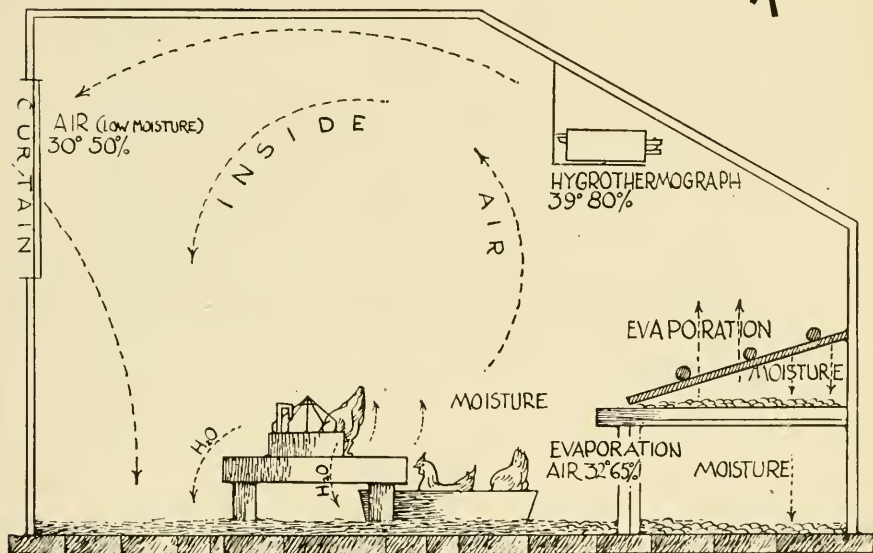 CURTAIN
AIR (LOW MOISTURE)
30° 50%
INSIDE
AIR
HYGROTHERMOGRAPH
39° 80%
EVAPORATION
MOISTURE
MOISTURE
H2O
H2O
EVAPORATION
AIR 32° 65%
MOISTURE